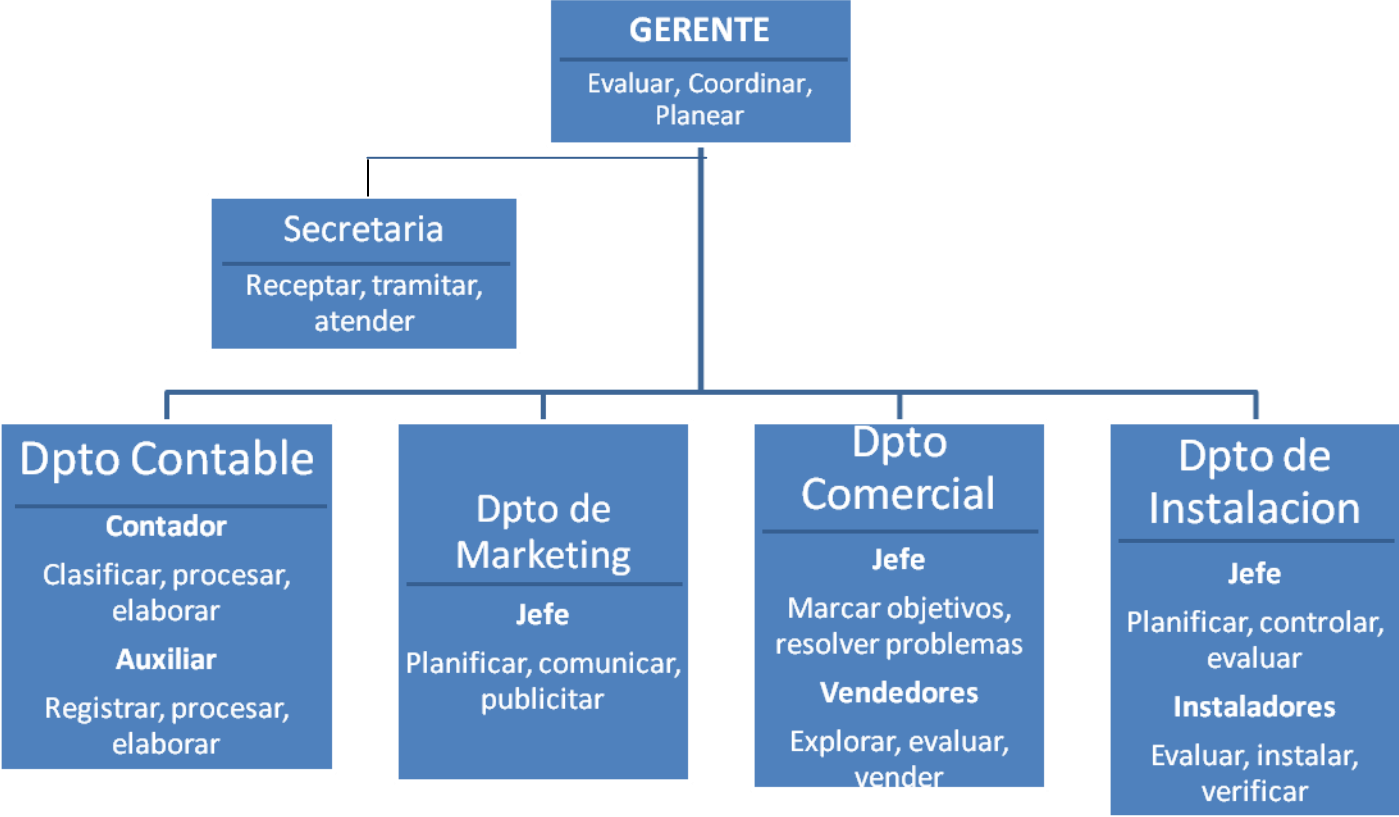 GERENTE
Evaluar, Coordinar,
Planear
Secretaria
Receptar, tramitar,
atender
Dpto Contable
Contador
Clasificar, procesar,
elaborar
Auxiliar
Registrar, procesar,
elaborar
Dpto de
Marketing
Jefe
Planificar, comunicar,
publicitar
Dpto
Comercial
Jefe
Marcar objetivos,
resolver problemas
Vendedores
Explorar, evaluar,
vender
Dpto de
Instalacion
Jefe
Planificar, controlar,
evaluar
Instaladores
Evaluar, instalar,
verificar